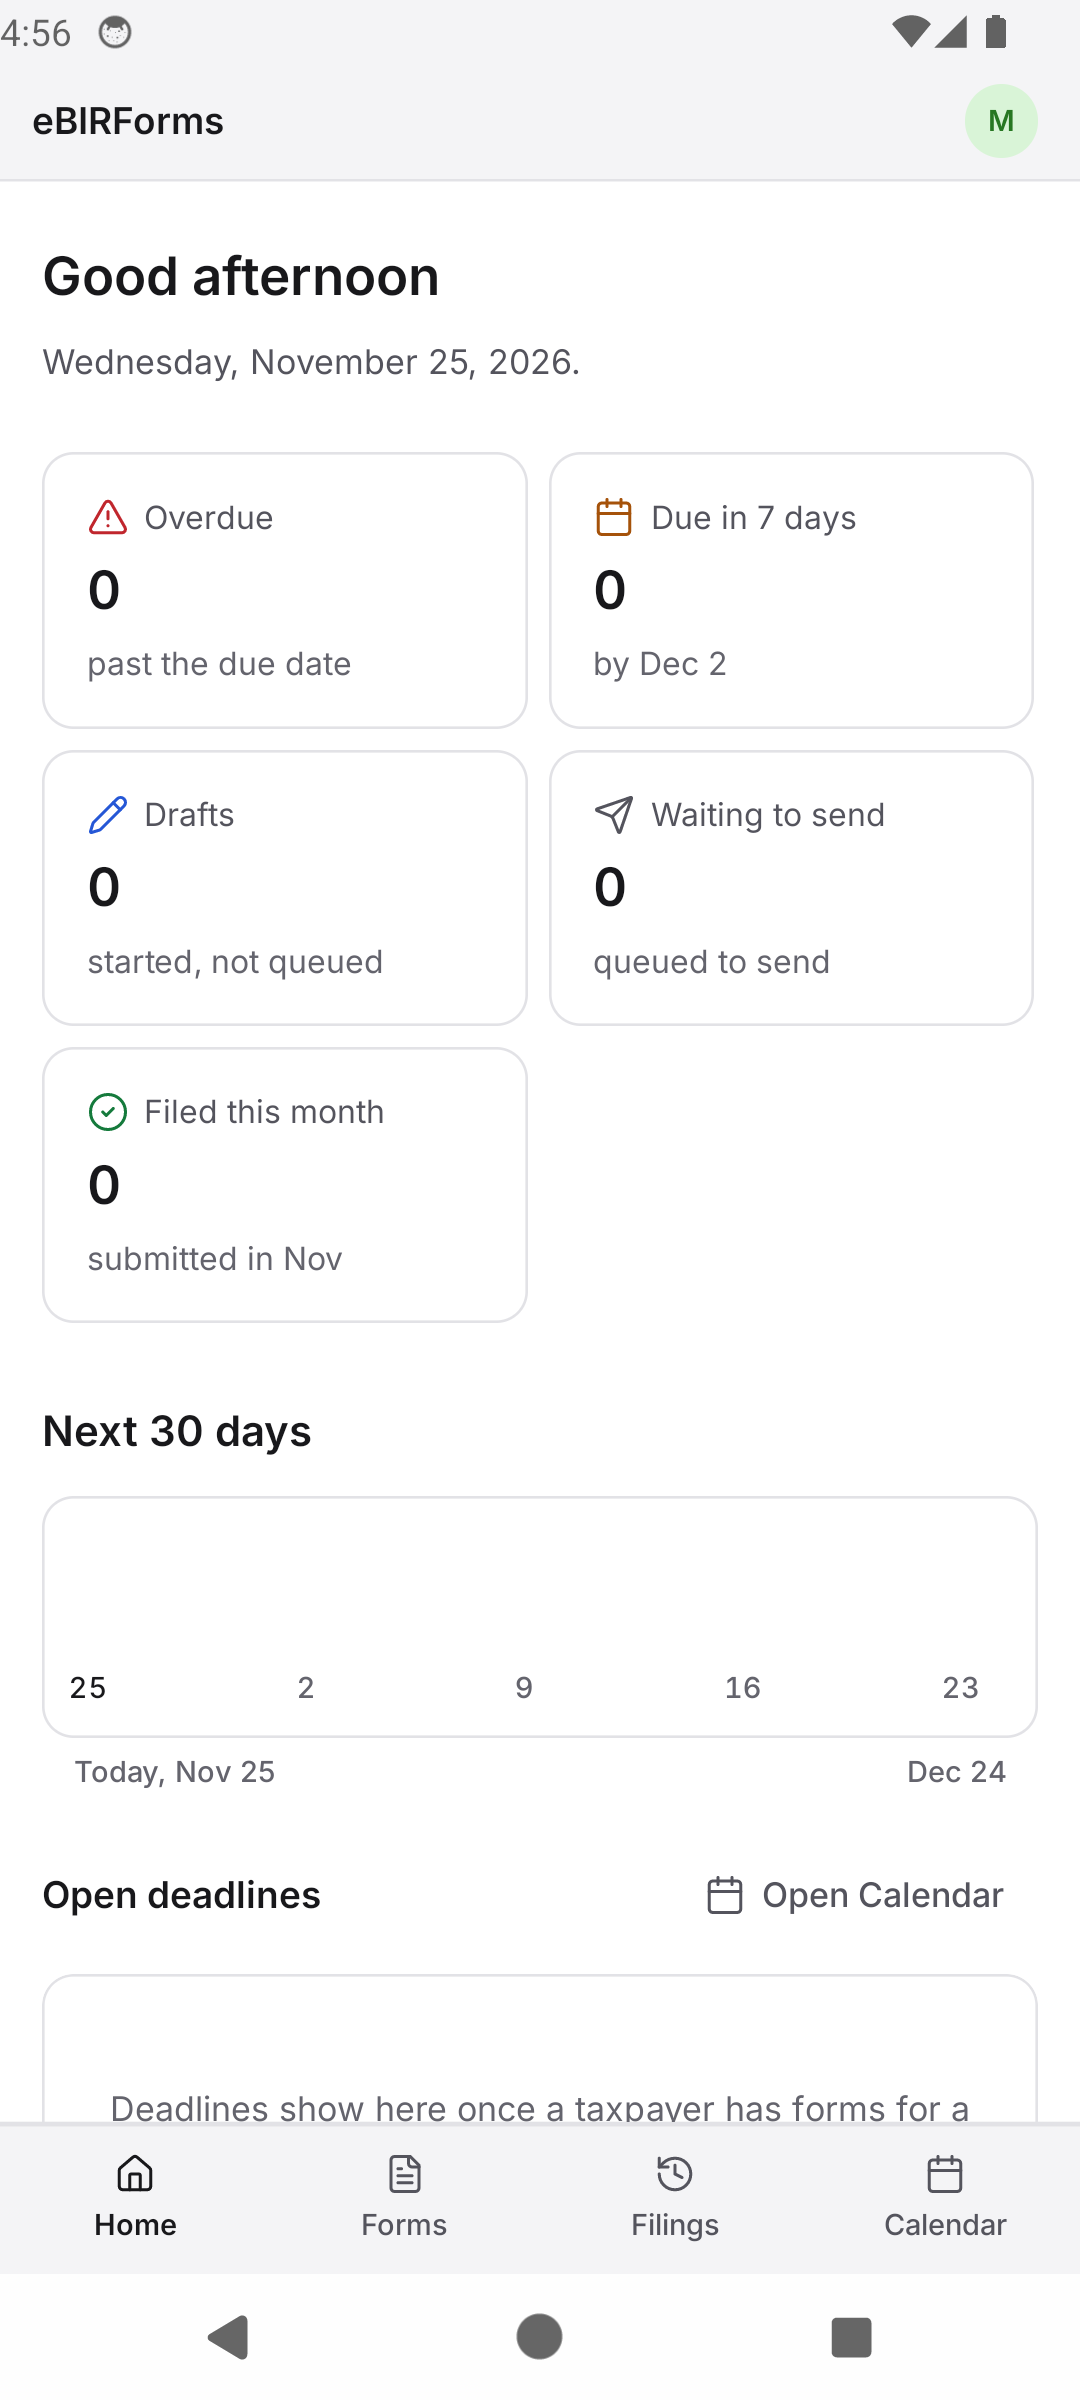 4:56
eBIRForms
M
Good afternoon
Wednesday, November 25, 2026.
Overdue
0
past the due date
Due in 7 days
0
by Dec 2
Drafts
0
started, not queued
Waiting to send
0
queued to send
Filed this month
0
submitted in Nov
Next 30 days
25 2 9 16 23
Today, Nov 25 Dec 24
Open deadlines
Open Calendar
Deadlines show here once a taxpayer has forms for a
Home Forms Filings Calendar